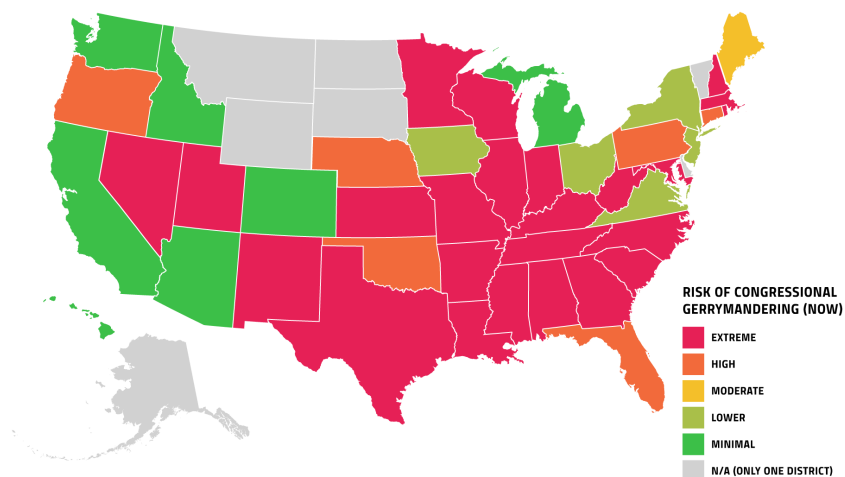 RISK OF CONGRESSIONAL
GERRYMANDERING (NOW)
EXTREME
HIGH
MODERATE
LOWER
MINIMAL
N/A (ONLY ONE DISTRICT)